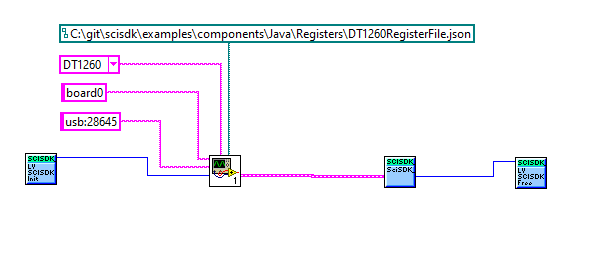 C:\git\scisdk\examples\components\Java\Registers\DT1260RegisterFile.json
DT1260
board0
usb:28645
SCISDK
LV
SCISDK
Init
1
SCISDK
SciSDK
SCISDK
LV
SCISDK
Free